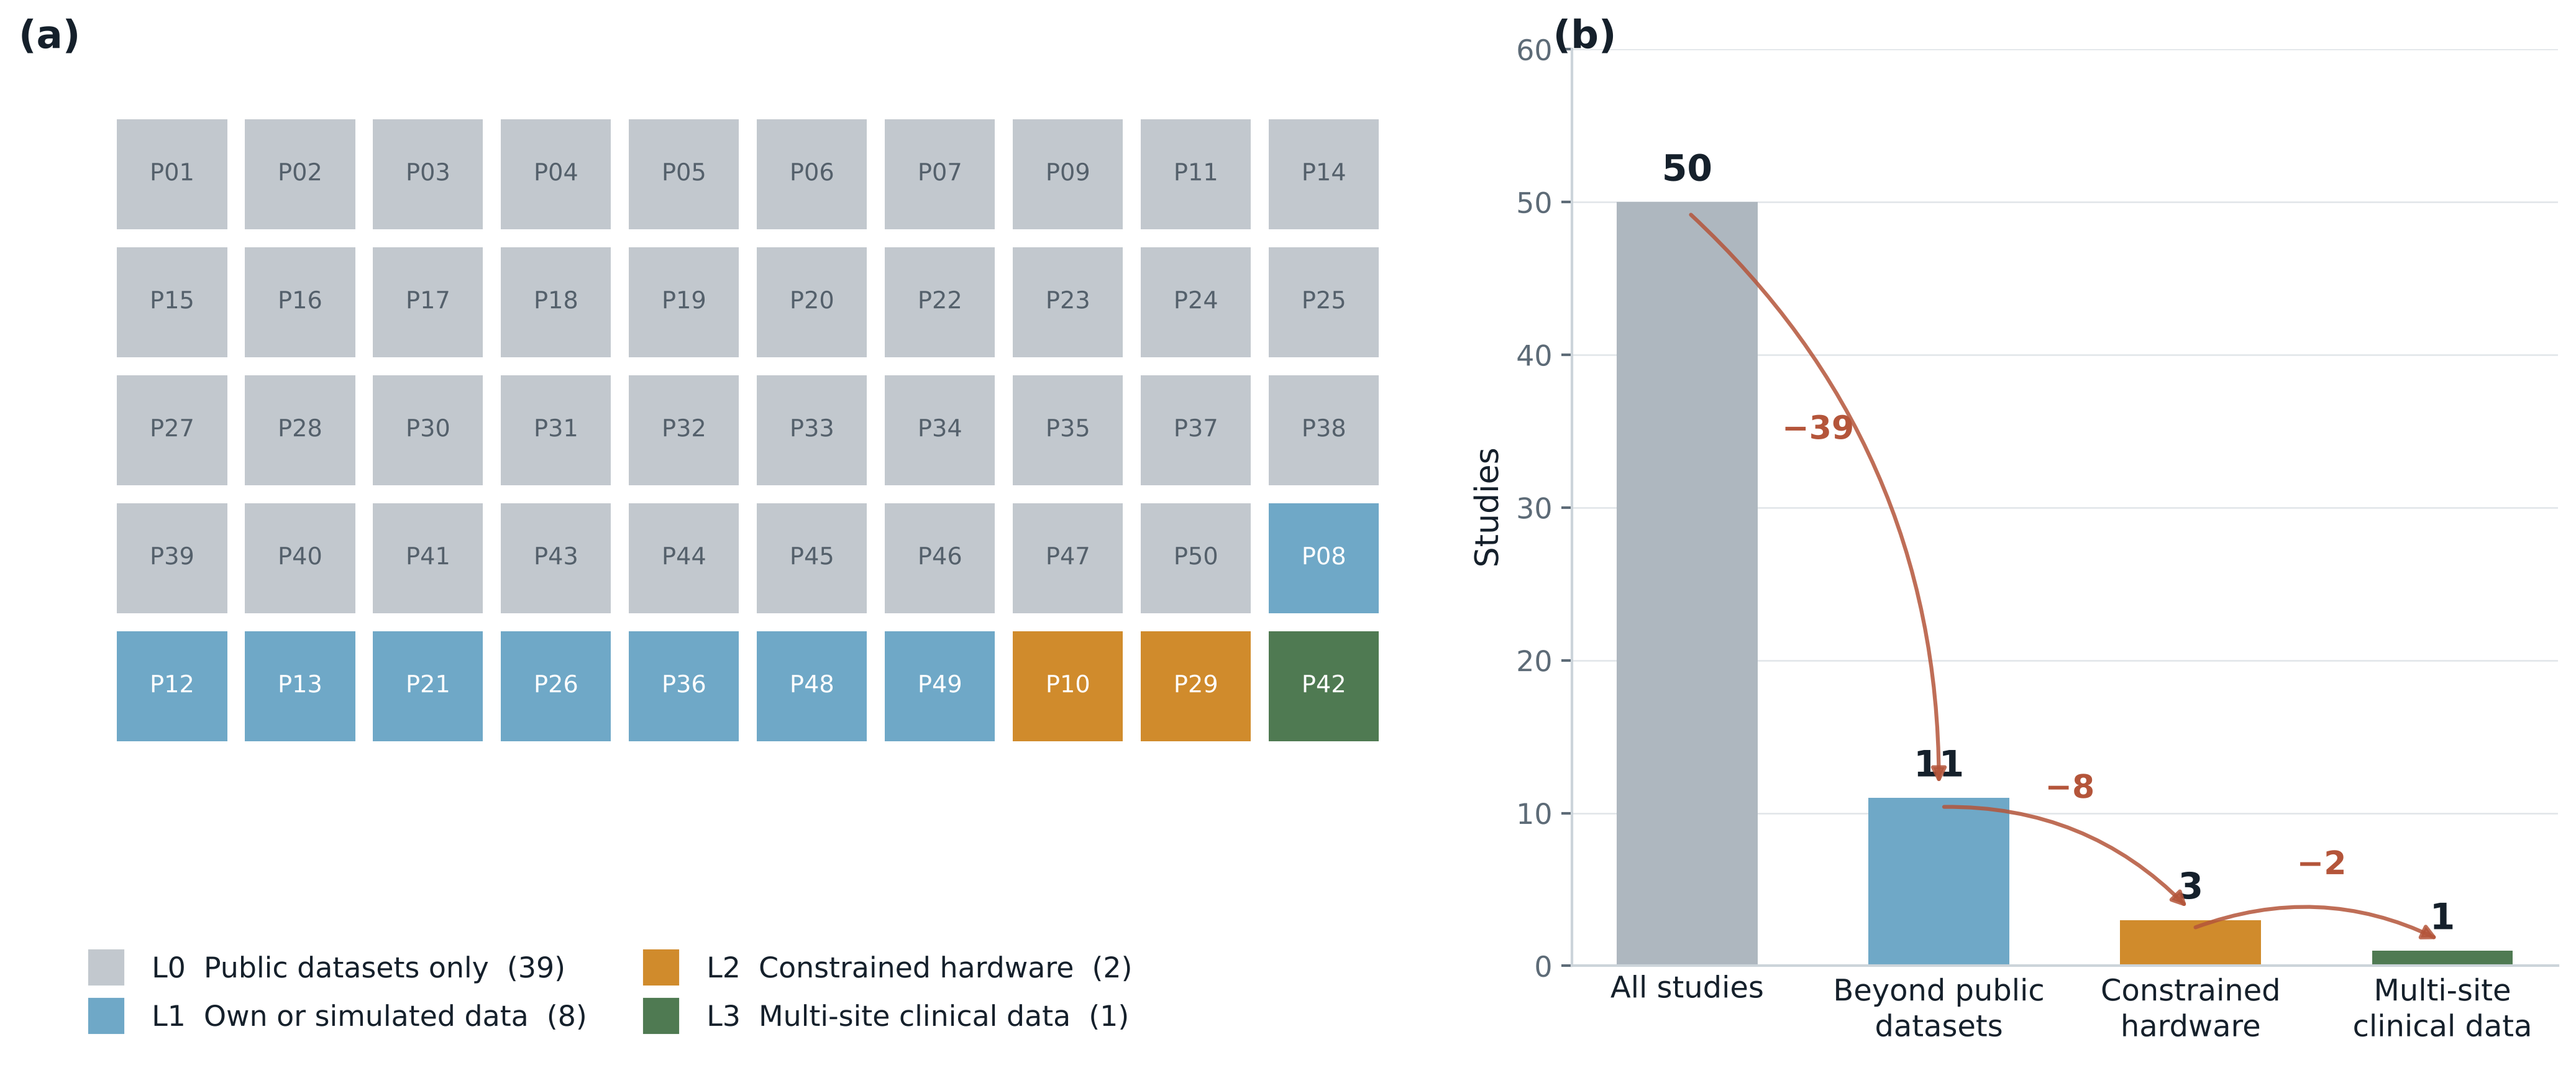 (a)
P01 P02 P03 P04 P05 P06 P07 P09 P11 P14
P15 P16 P17 P18 P19 P20 P22 P23 P24 P25
P27 P28 P30 P31 P32 P33 P34 P35 P37 P38
P39 P40 P41 P43 P44 P45 P46 P47 P50 P08
P12 P13 P21 P26 P36 P48 P49 P10 P29 P42
L0 Public datasets only (39)
L1 Own or simulated data (8)
L2 Constrained hardware (2)
L3 Multi-site clinical data (1)
(b)
Studies
60
50
40
30
20
10
0
50
−39
11
−8
3
−2
1
All studies
Beyond public
datasets
Constrained
hardware
Multi-site
clinical data